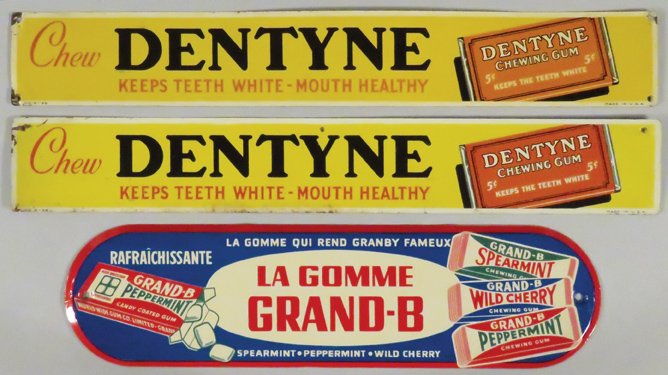 Chew DENTYNE
KEEPS TEETH WHITE - MOUTH HEALTHY
DENTYNE
CHEWING GUM
5¢ 5¢
KEEPS THE TEETH WHITE
Chew DENTYNE
KEEPS TEETH WHITE - MOUTH HEALTHY
DENTYNE
CHEWING GUM
5¢ 5¢
KEEPS THE TEETH WHITE
LA GOMME QUI REND GRANBY FAMEUX
RAFRAÎCHISSANTE
LA GOMME
GRAND-B
SPEARMINT • PEPPERMINT • WILD CHERRY
GRAND-B
PEPPERMINT
CANDY COATED GUM
GUM CO. LIMITED-
GRAND-B
SPEARMINT
CHEWING GUM
GRAND-B
WILD CHERRY
CHEWING GUM
GRAND-B
PEPPERMINT
CHEWING GUM